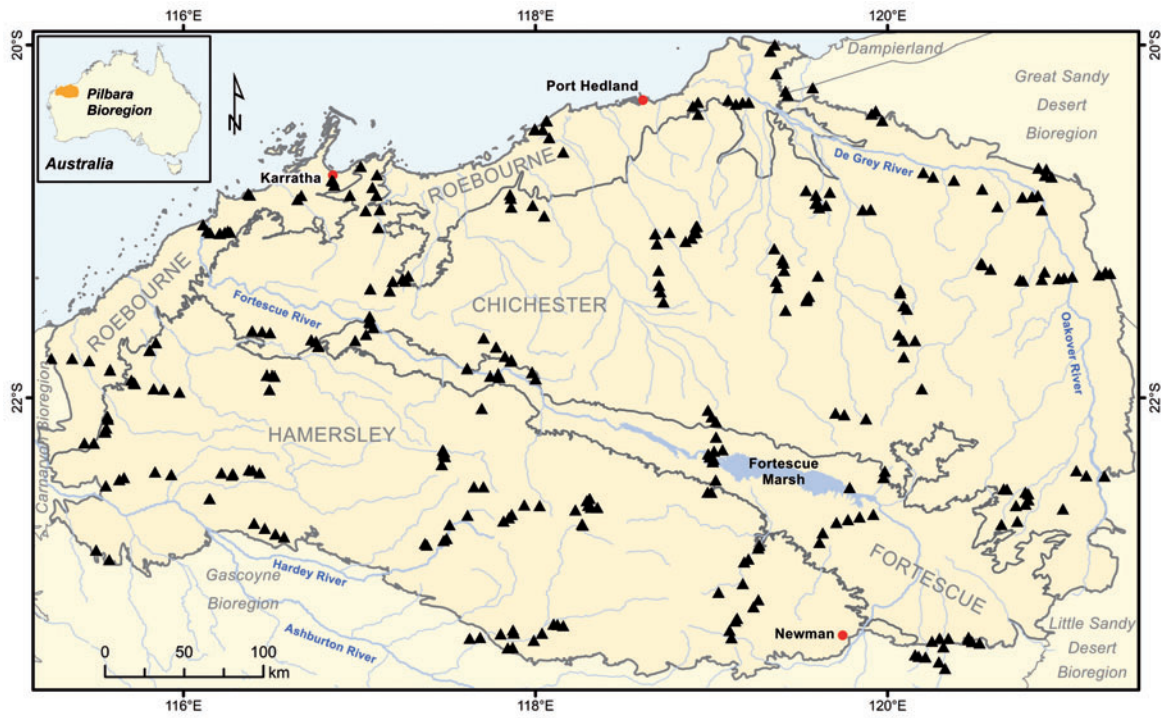 116°E
118°E
120°E
20°S
20°S
Dampierland
Port Hedland
Great Sandy
Desert
Bioregion
Pilbara
Bioregion
Australia
N
De Grey River
ROEBOURNE
Karratha
ROEBOURNE
CHICHESTER
Fortescue River
Oakover River
Carnarvon Bioregion
22°S
22°S
HAMERSLEY
Fortescue
Marsh
FORTESCUE
Hardey River
Gascoyne
Bioregion
Ashburton River
Newman
Little Sandy
Desert
Bioregion
0 50 100
km
116°E
118°E
120°E